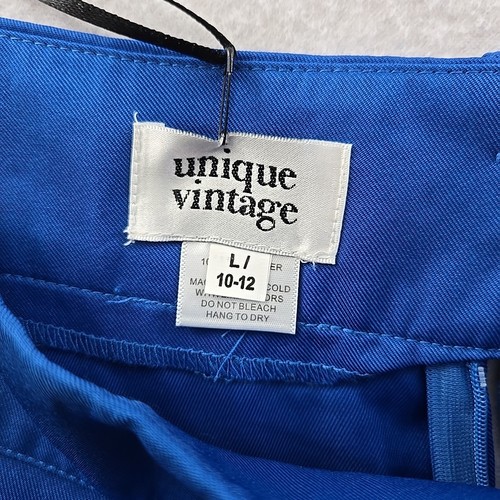 unique
vintage
L /
10-12
DO NOT BLEACH
HANG TO DRY